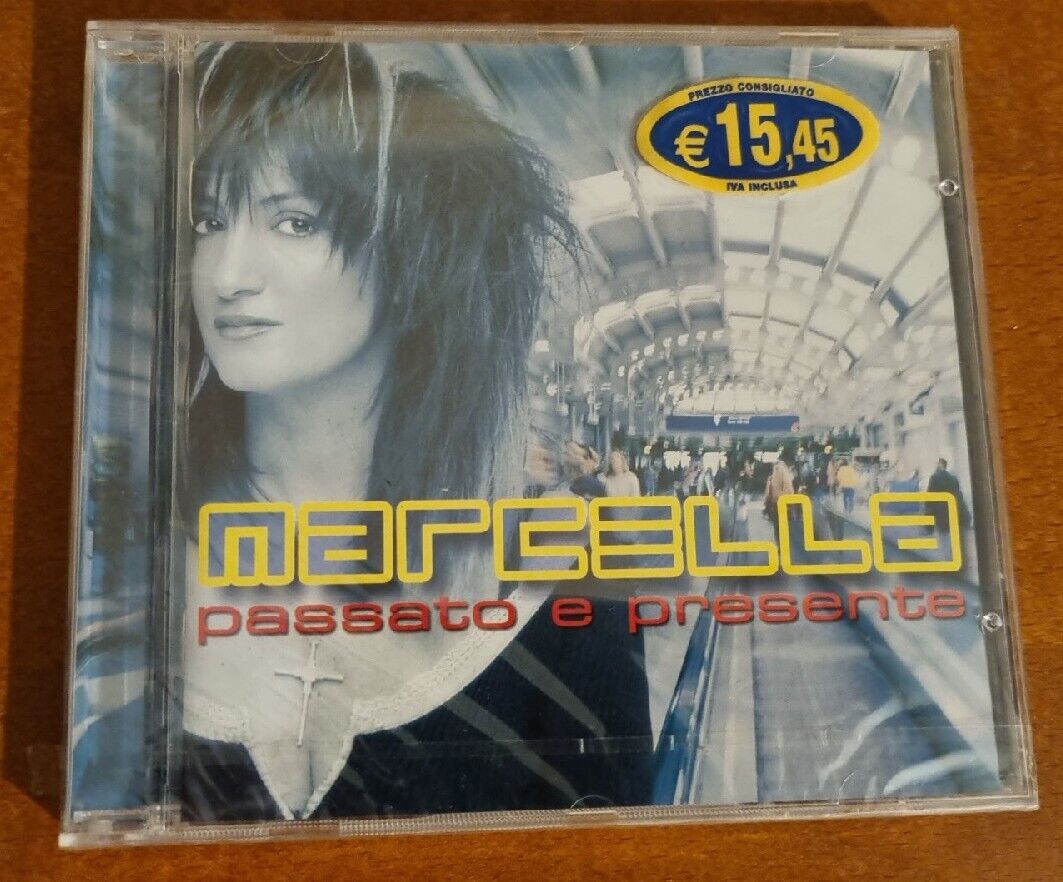 PREZZO CONSIGLIATO
€ 15,45
IVA INCLUSA
marcella
passato e presente